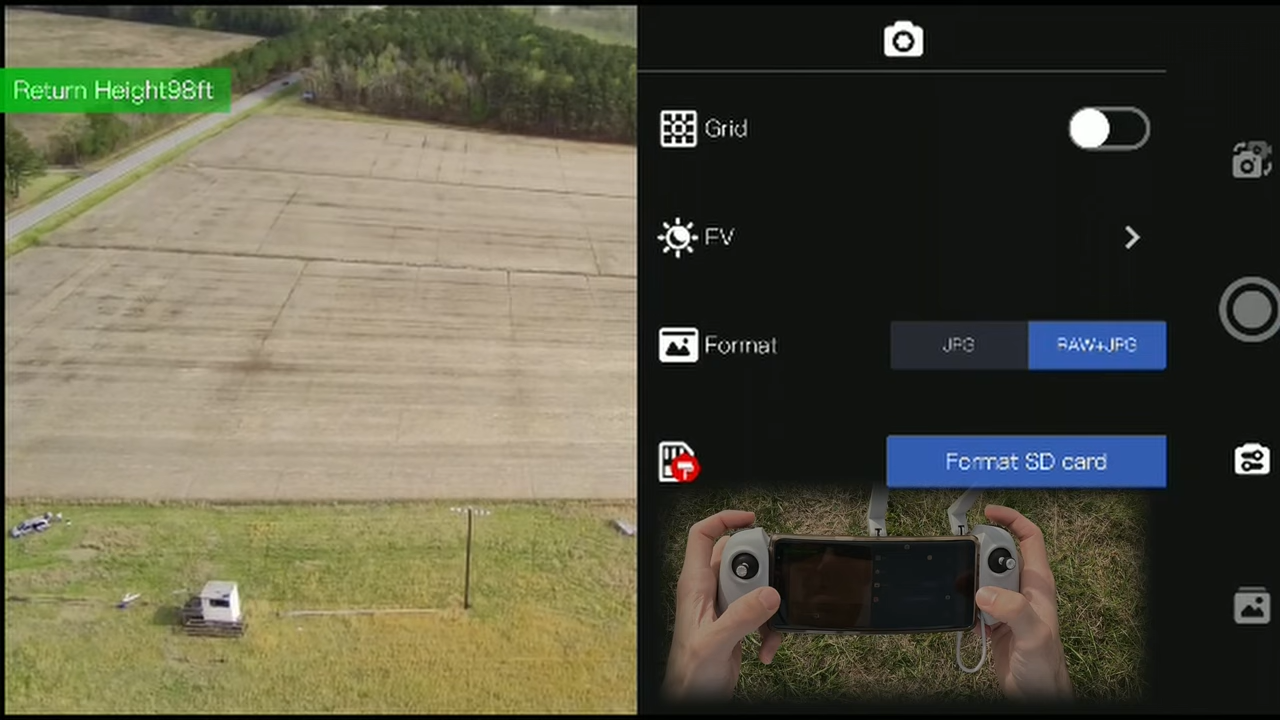 Return Height98ft
Grid
EV
Format
JPG
RAW+JPG
Format SD card